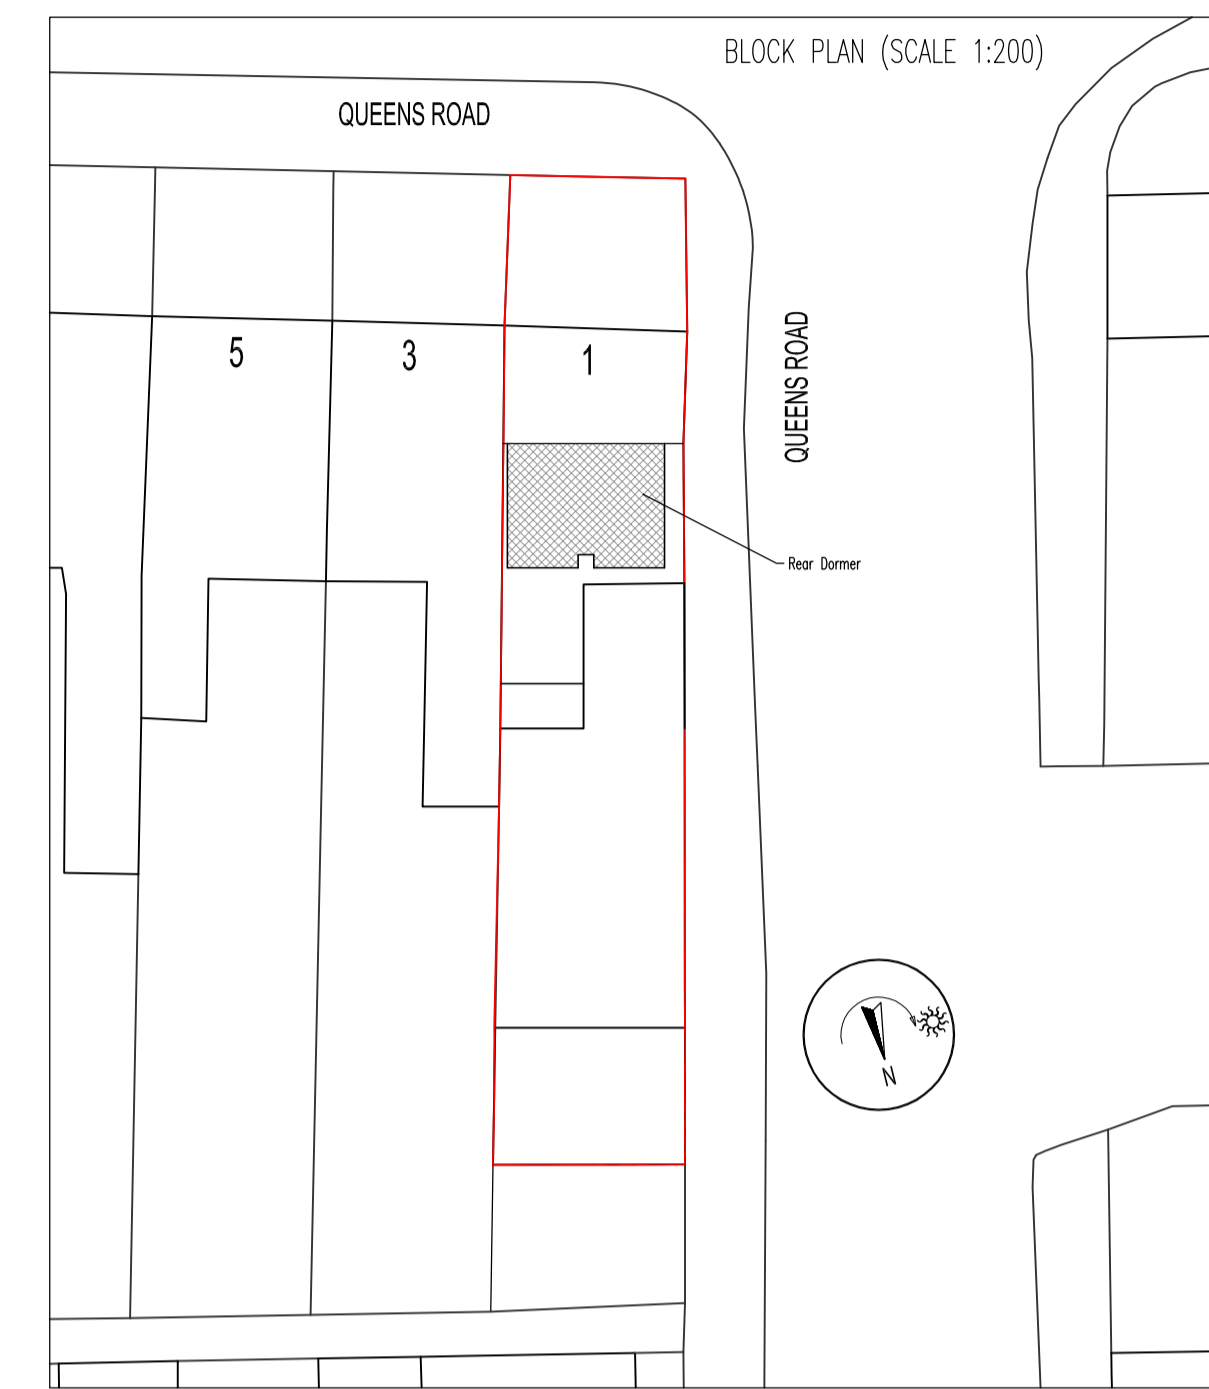 BLOCK PLAN (SCALE 1:200)
QUEENS ROAD
5
3
1
QUEENS ROAD
Rear Dormer
N